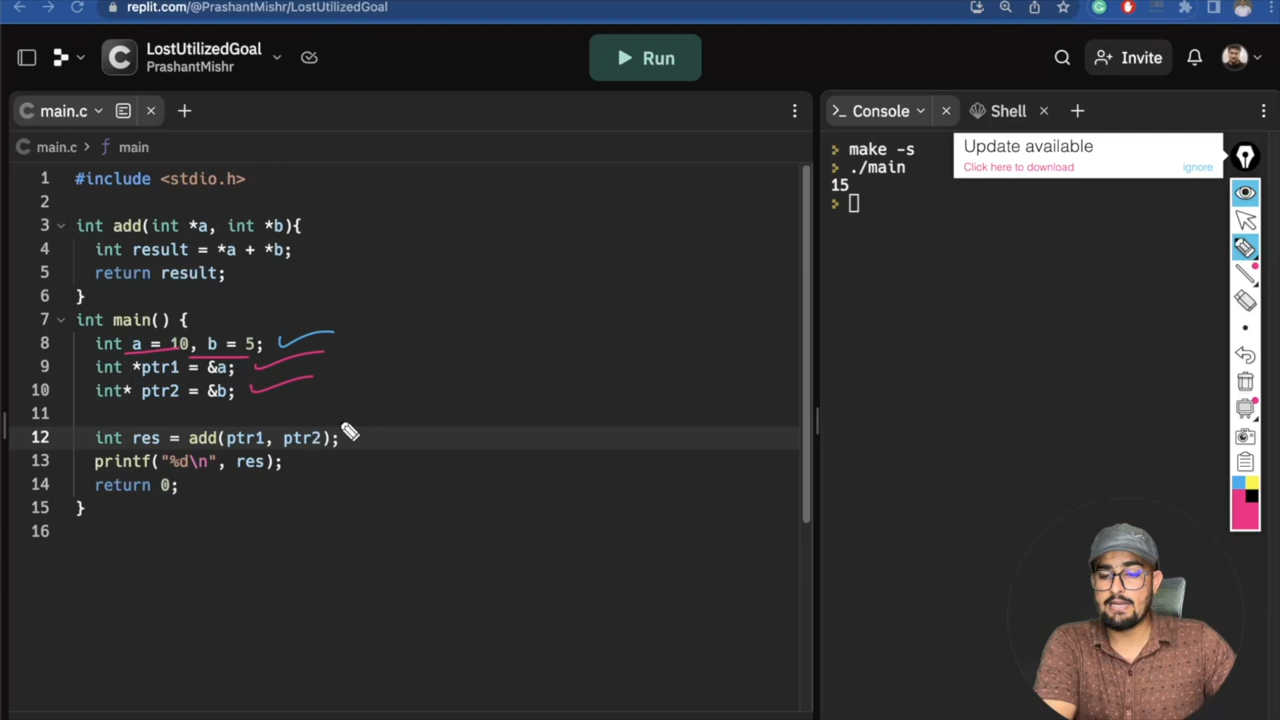 replit.com/@PrashantMishr/LostUtilizedGoal
LostUtilizedGoal
PrashantMishr
Run
Invite
main.c
Console
Shell
main.c > f main
make -s
./main
15
Update available
Click here to download
ignore
1 #include <stdio.h>
2
3 int add(int *a, int *b){
4 int result = *a + *b;
5 return result;
6 }
7 int main() {
8 int a = 10, b = 5;
9 int *ptr1 = &a;
10 int* ptr2 = &b;
11
12 int res = add(ptr1, ptr2);
13 printf("%d\n", res);
14 return 0;
15 }
16